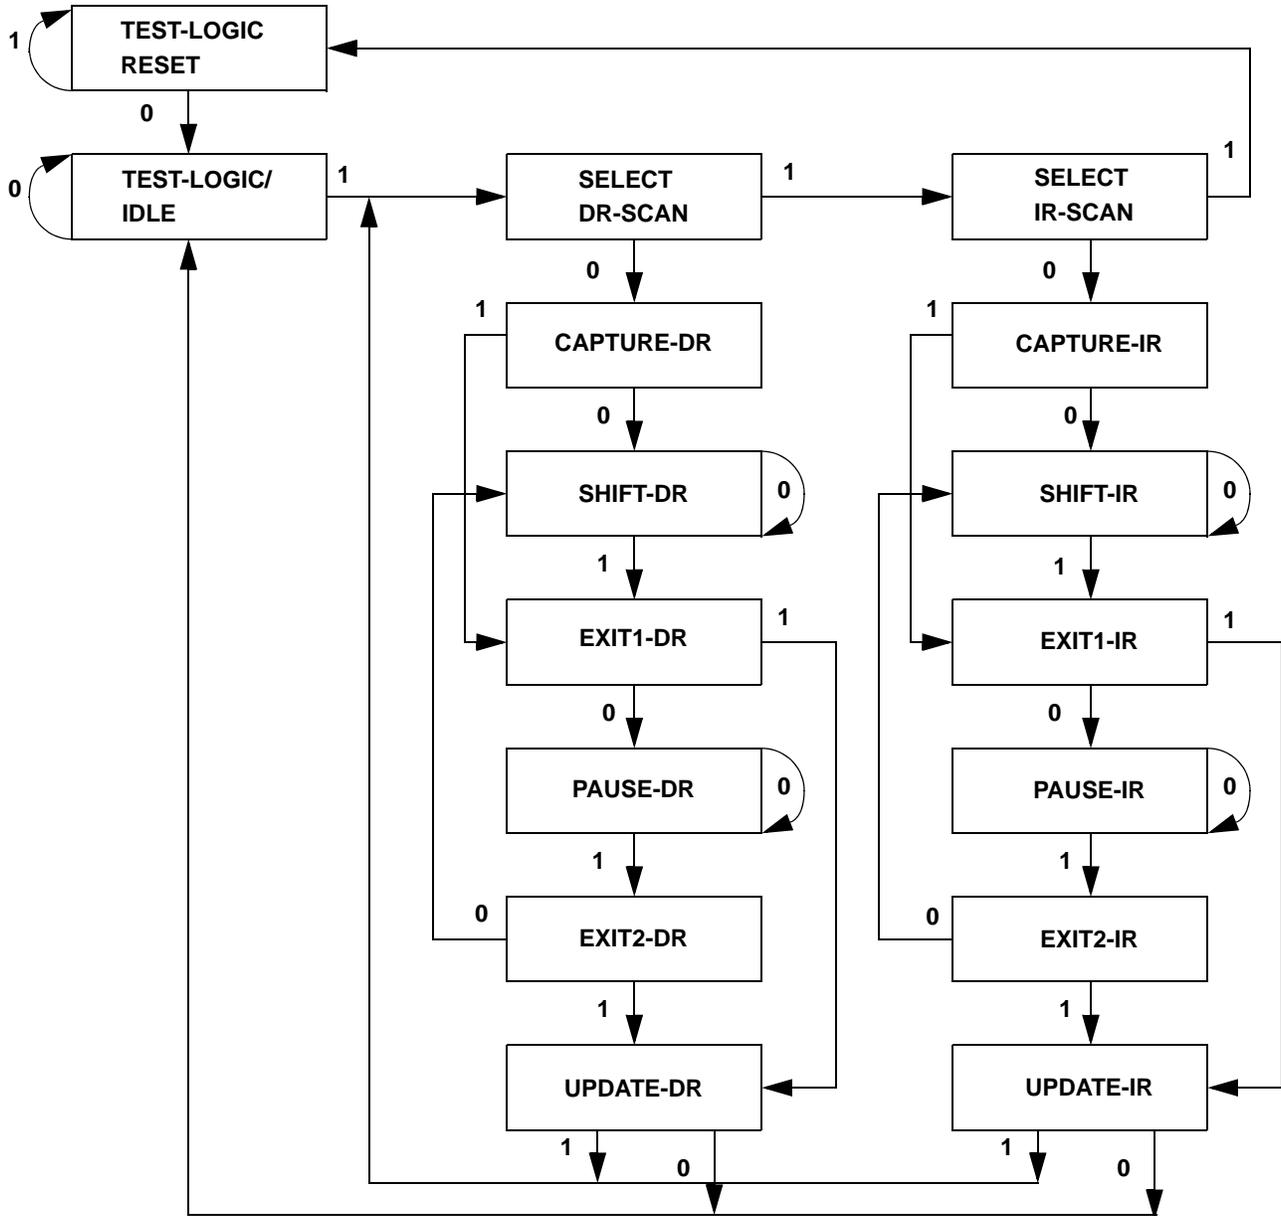 TEST-LOGIC
RESET
1
0
TEST-LOGIC/
IDLE
0
1
SELECT
DR-SCAN
1
SELECT
IR-SCAN
1
0
0
1
CAPTURE-DR
1
CAPTURE-IR
0
0
SHIFT-DR
0
SHIFT-IR
0
1
1
EXIT1-DR
1
EXIT1-IR
1
0
0
PAUSE-DR
0
PAUSE-IR
0
1
1
0
EXIT2-DR
0
EXIT2-IR
1
1
UPDATE-DR
UPDATE-IR
1
0
1
0